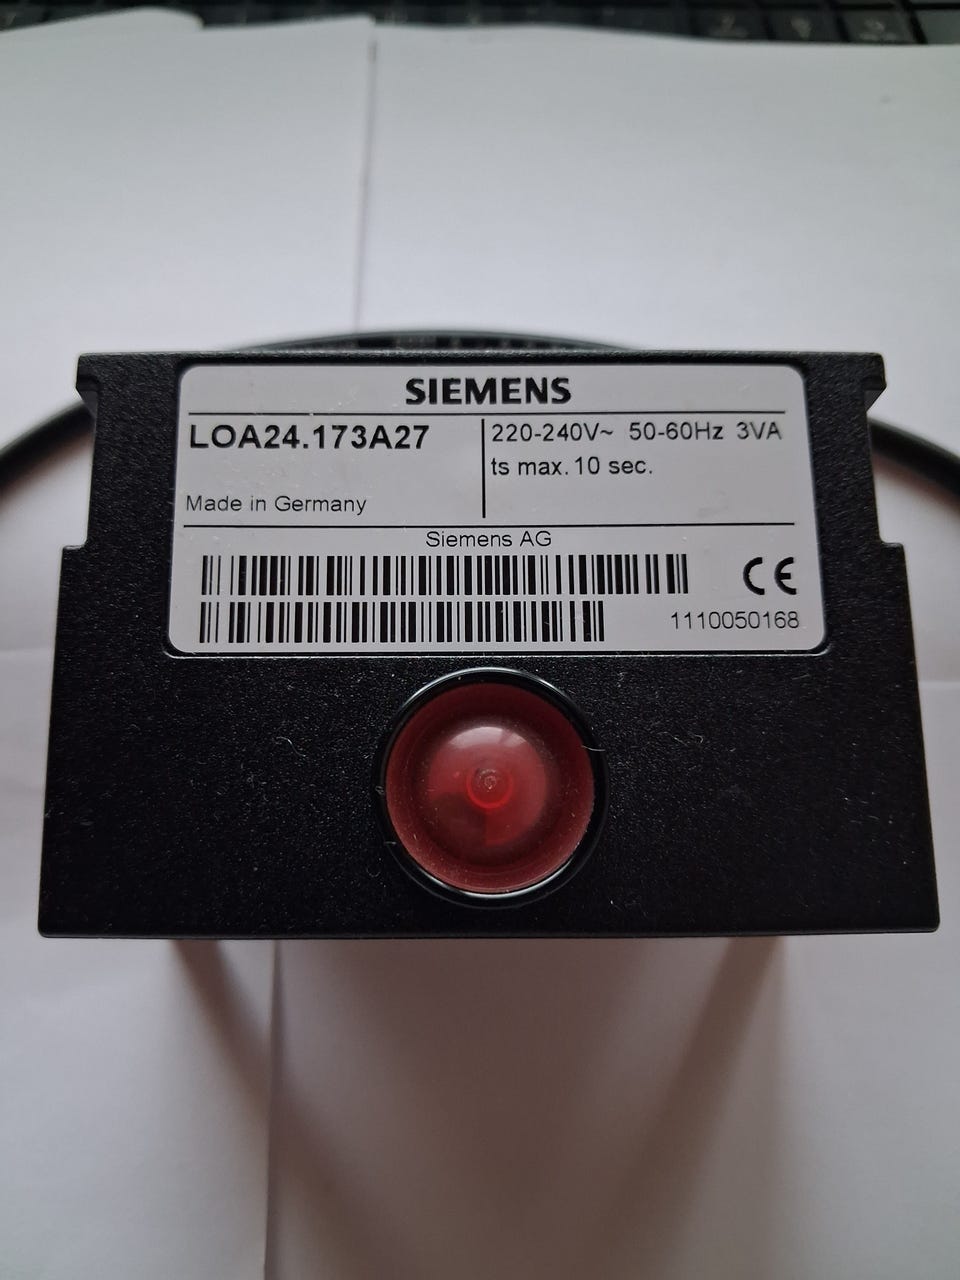 SIEMENS
LOA24.173A27
220-240V~ 50-60Hz 3VA
ts max. 10 sec.
Made in Germany
Siemens AG
CE
1110050168